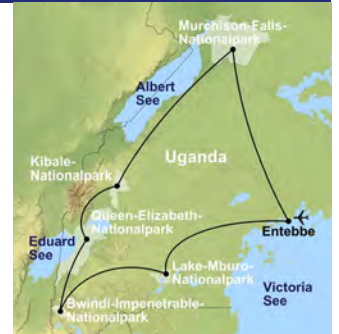 Murchison-Falls-
Nationalpark
Albert
See
Kibale-
Nationalpark
Uganda
Queen-Elizabeth-
Nationalpark
Eduard
See
Entebbe
Lake-Mburo-
Nationalpark
Victoria
See
Bwindi-Impenetrable-
Nationalpark